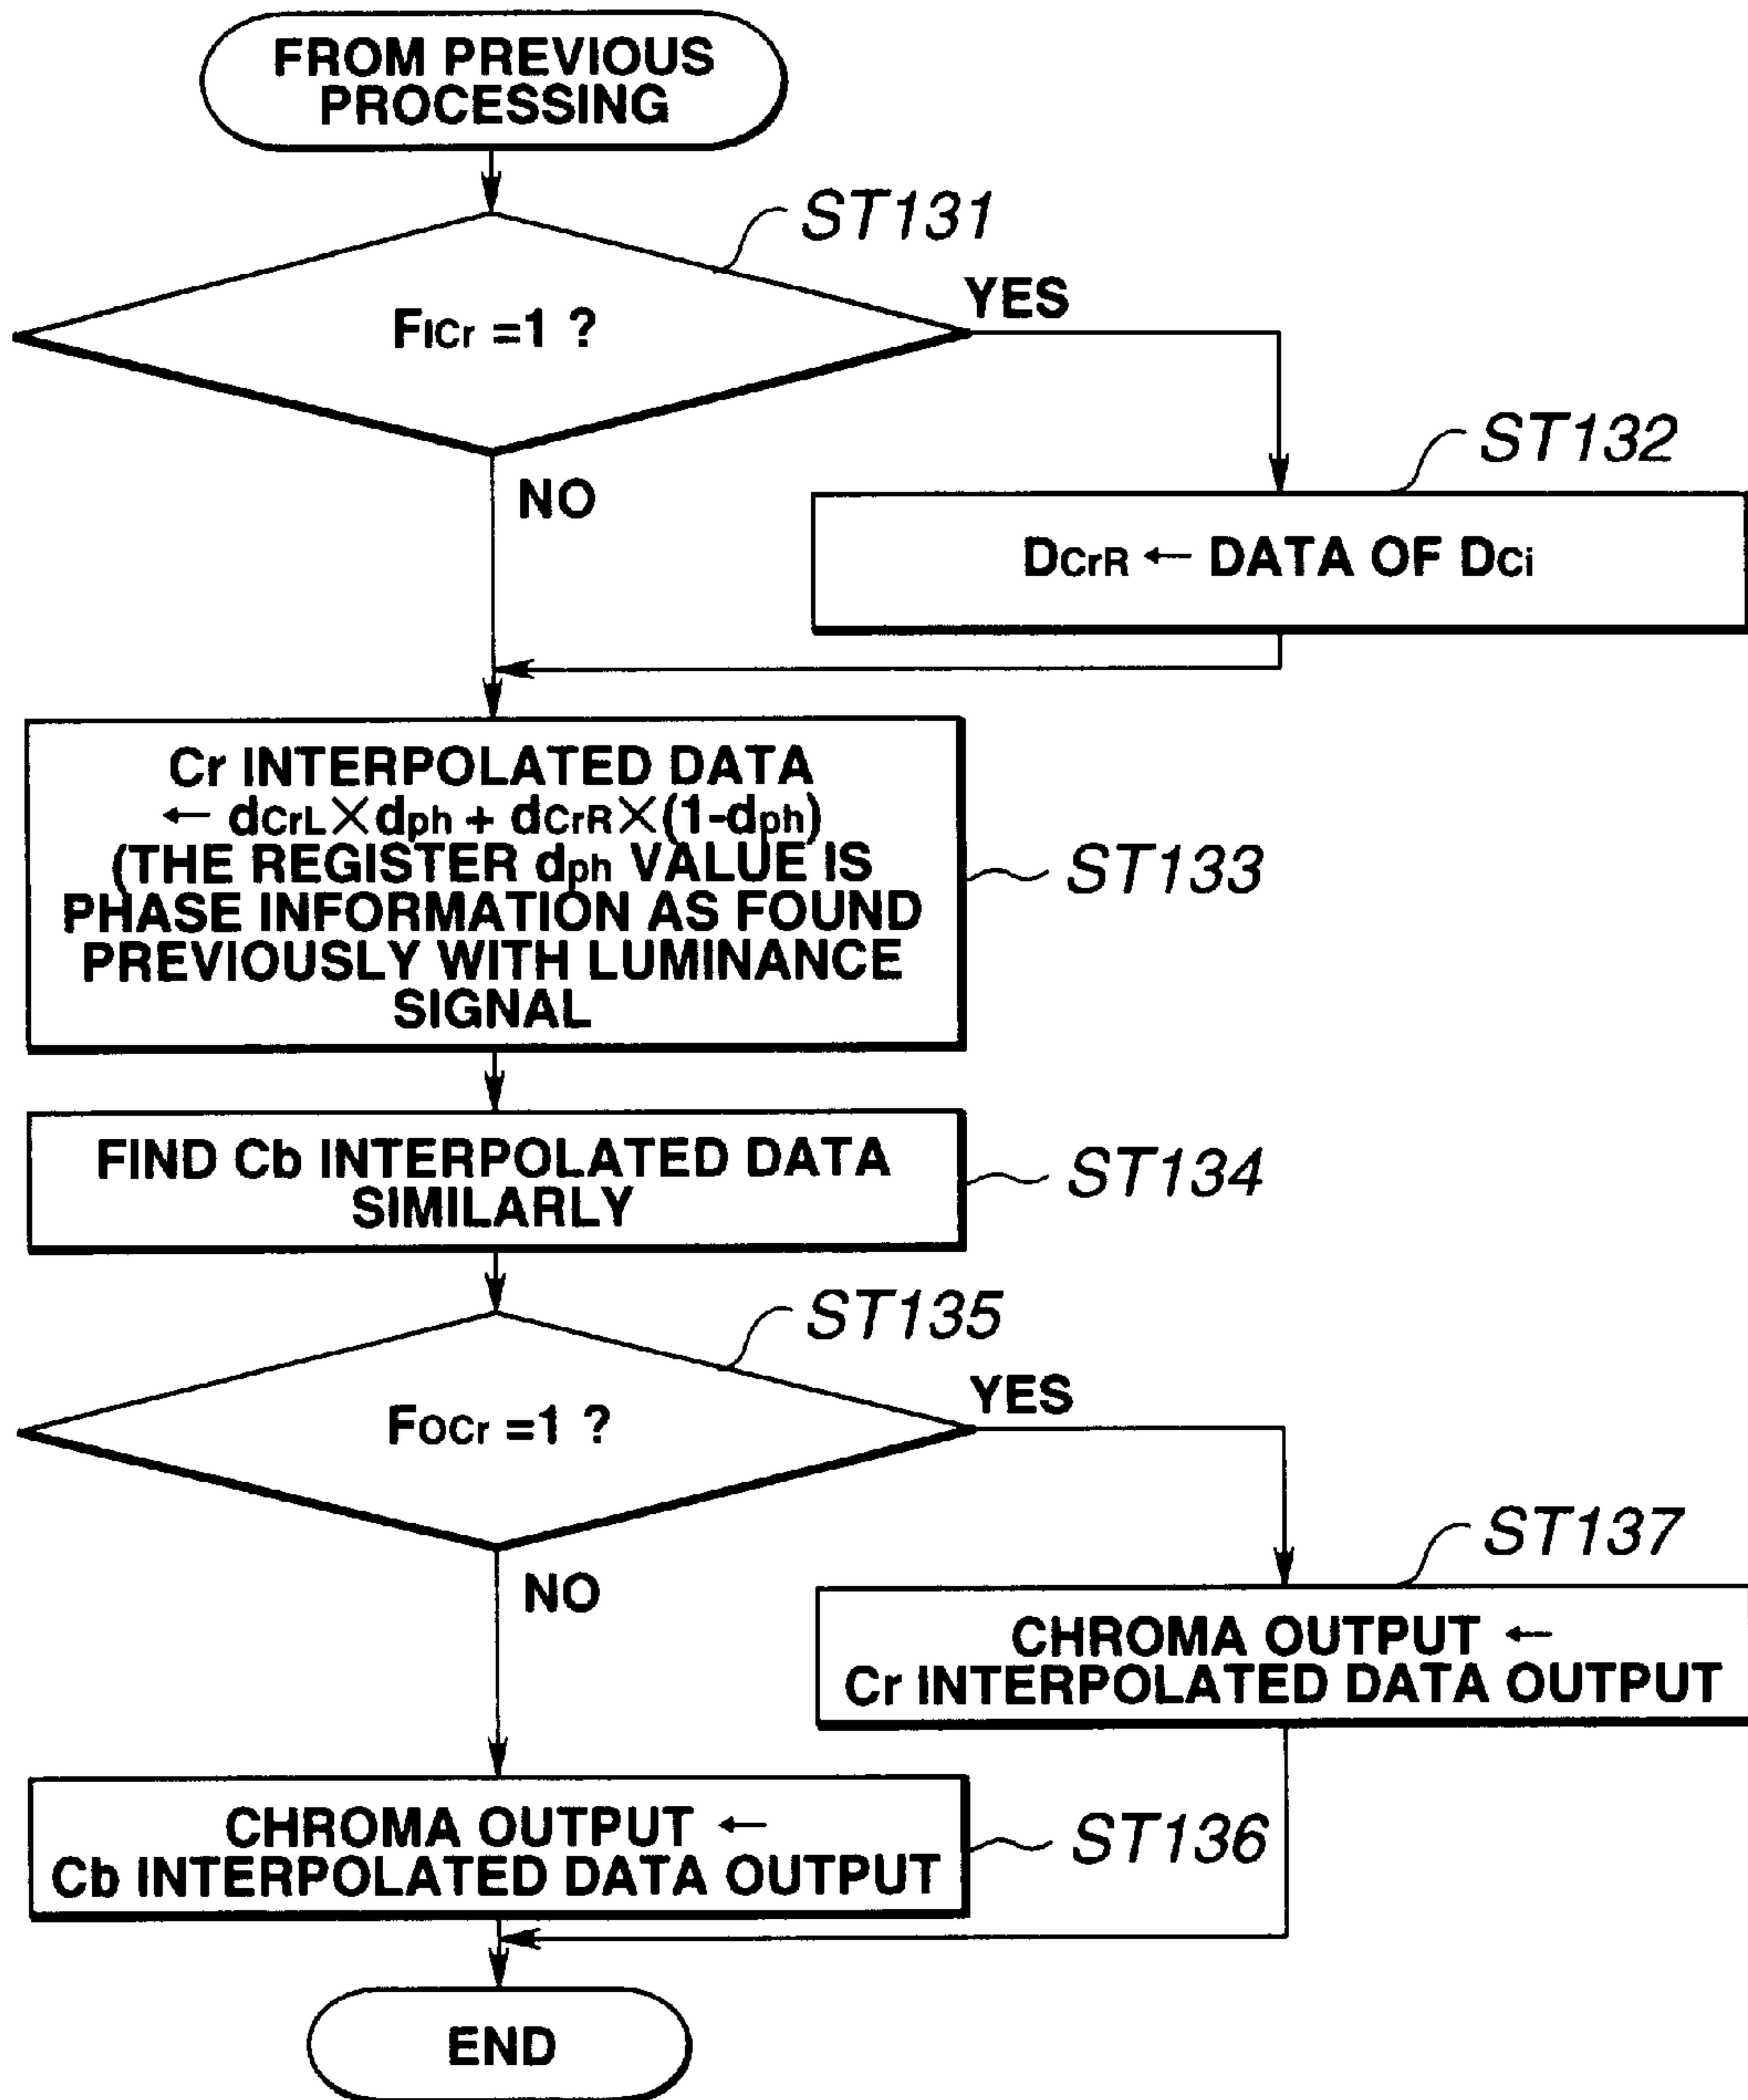 FROM PREVIOUS
PROCESSING
ST131
FICr =1 ?
YES
NO
ST132
DCrR ← DATA OF DCi
Cr INTERPOLATED DATA
← dCrL×dph + dCrR×(1-dph)
(THE REGISTER dph VALUE IS
PHASE INFORMATION AS FOUND
PREVIOUSLY WITH LUMINANCE
SIGNAL
ST133
FIND Cb INTERPOLATED DATA
SIMILARLY
ST134
ST135
FOCr =1 ?
YES
NO
ST137
CHROMA OUTPUT ←
Cr INTERPOLATED DATA OUTPUT
CHROMA OUTPUT ←
Cb INTERPOLATED DATA OUTPUT
ST136
END